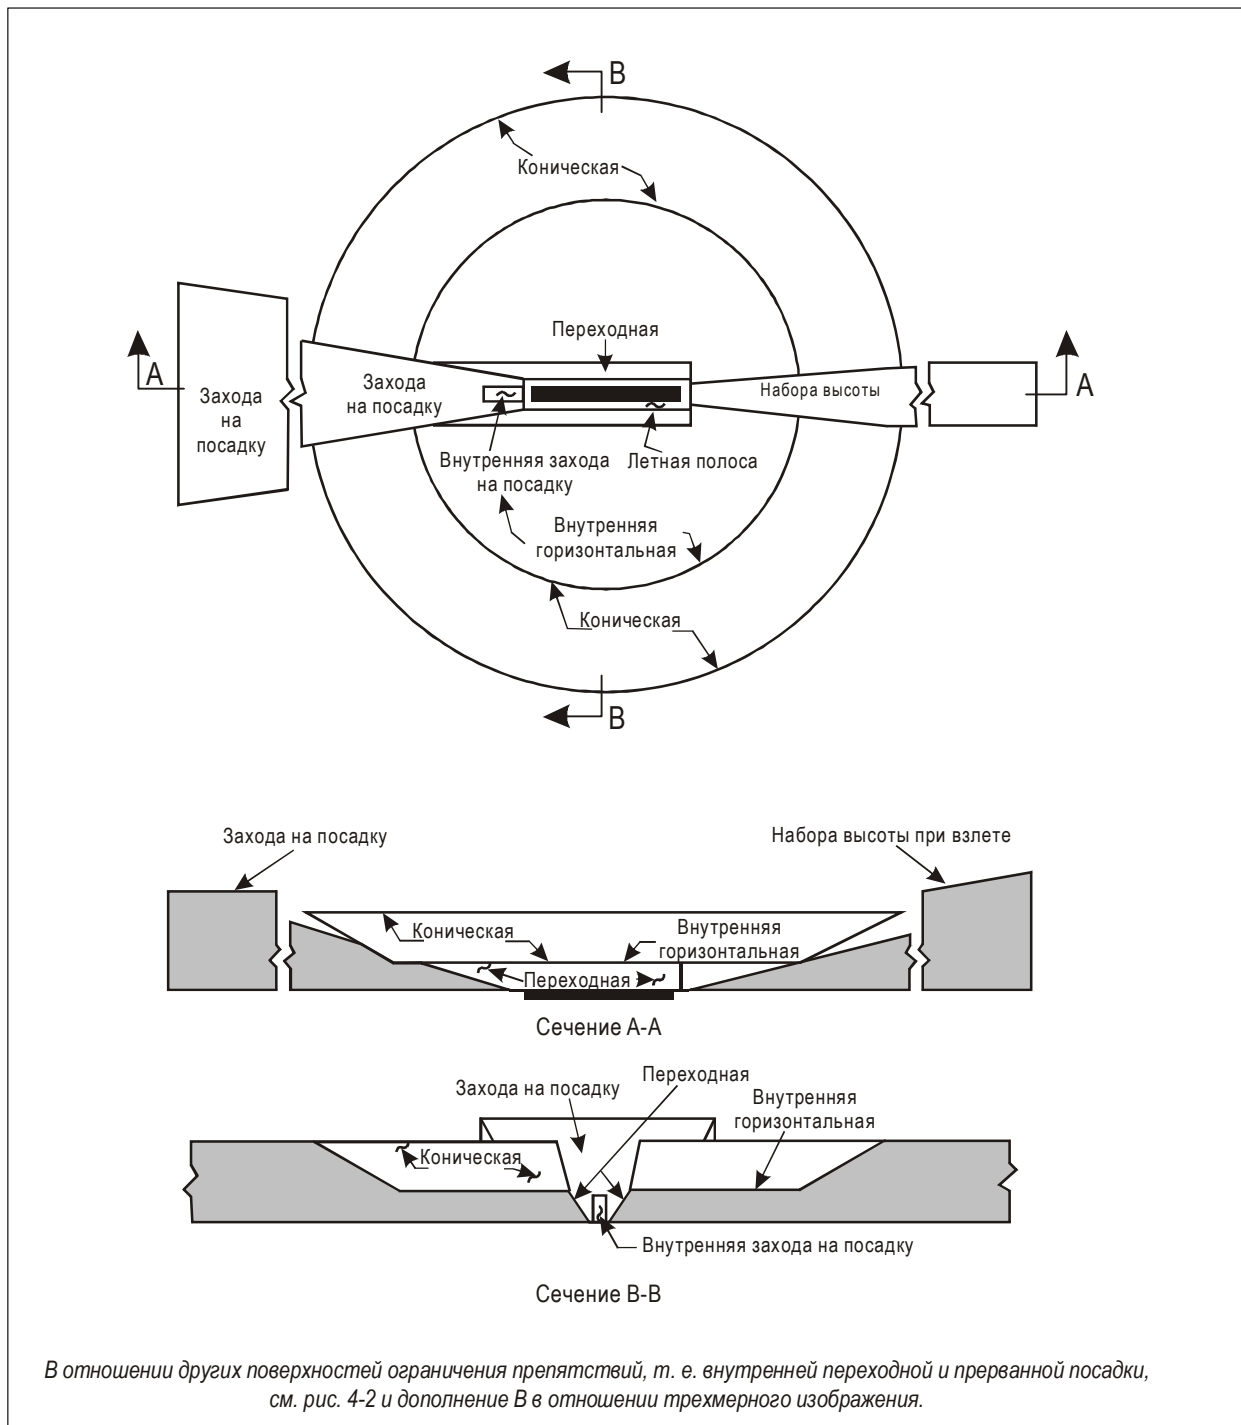 B
Коническая
Переходная
A
Захода
на посадку
Набора высоты
A
Захода
на
посадку
Внутренняя захода
на посадку
Летная полоса
Внутренняя
горизонтальная
Коническая
B
Захода на посадку
Набора высоты при взлете
Коническая
Внутренняя
горизонтальная
Переходная
Сечение А-А
Переходная
Захода на посадку
Внутренняя
горизонтальная
Коническая
Внутренняя захода на посадку
Сечение В-В
В отношении других поверхностей ограничения препятствий, т. е. внутренней переходной и прерванной посадки,
см. рис. 4-2 и дополнение В в отношении трехмерного изображения.